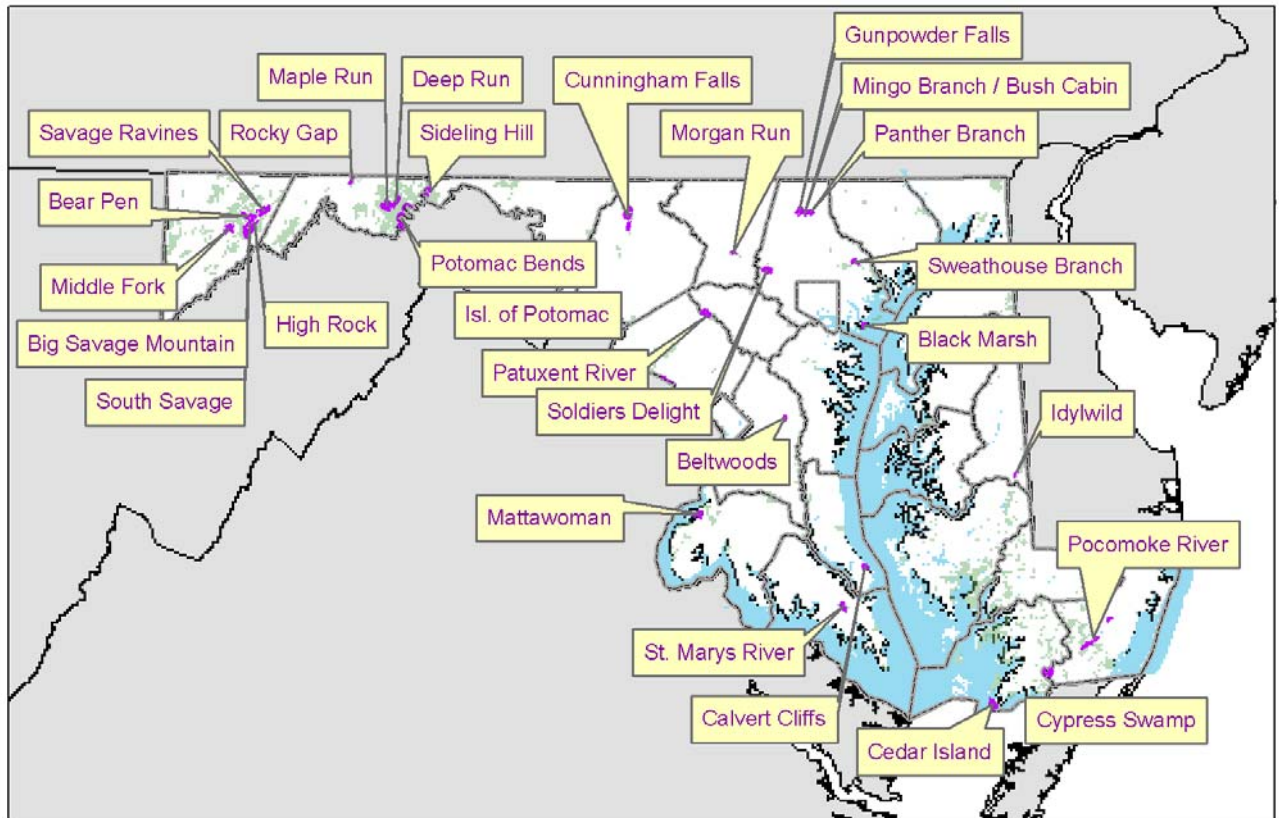 Gunpowder Falls
Maple Run
Deep Run
Cunningham Falls
Mingo Branch / Bush Cabin
Savage Ravines
Rocky Gap
Sideling Hill
Morgan Run
Panther Branch
Bear Pen
Potomac Bends
Sweathouse Branch
Middle Fork
Isl. of Potomac
High Rock
Black Marsh
Big Savage Mountain
Patuxent River
South Savage
Soldiers Delight
Idylwild
Beltwoods
Mattawoman
Pocomoke River
St. Marys River
Calvert Cliffs
Cypress Swamp
Cedar Island